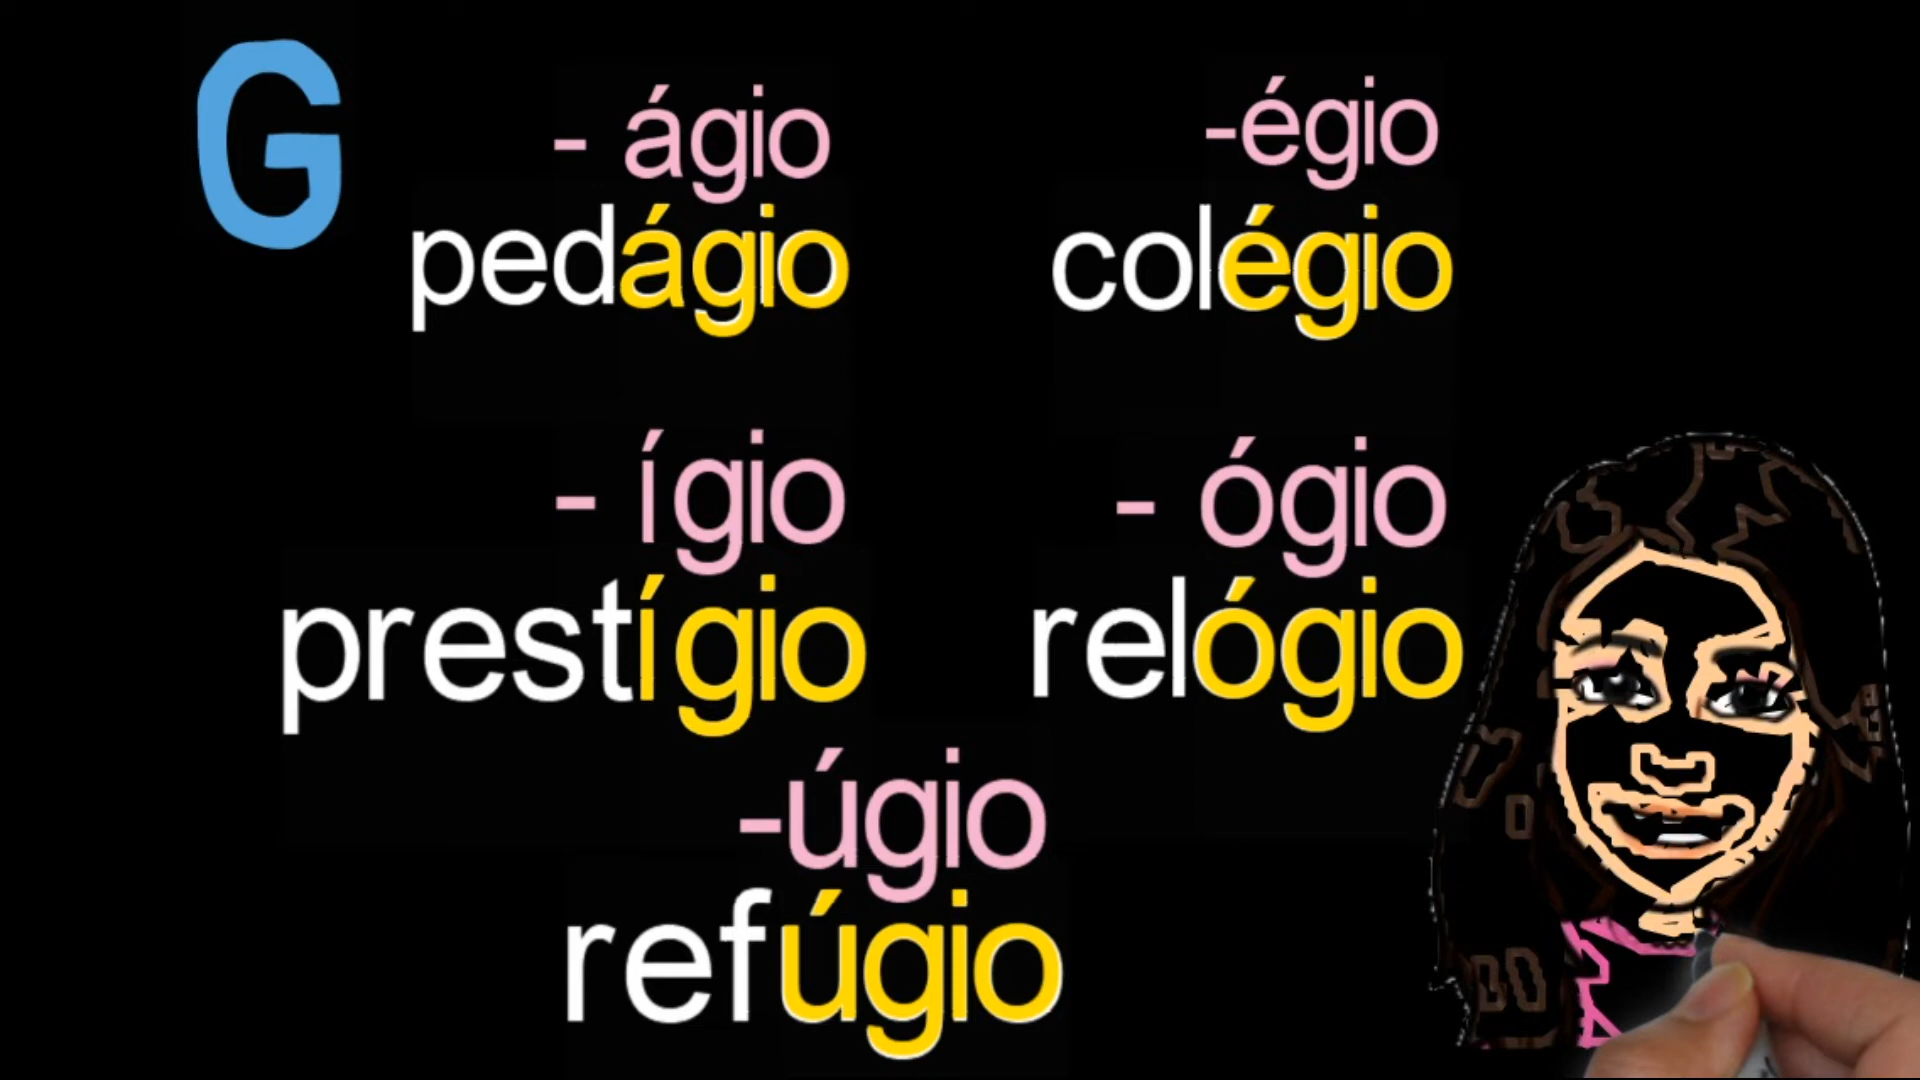 G
- ágio
pedágio
-égio
colégio
- ígio
prestígio
- ógio
relógio
-úgio
refúgio